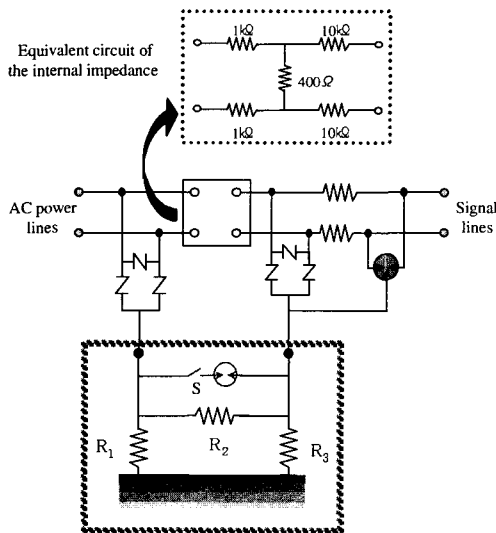 Equivalent circuit of
the internal impedance
1kΩ
10kΩ
400Ω
1kΩ
10kΩ
AC power
lines
Signal
lines
S
R1
R2
R3